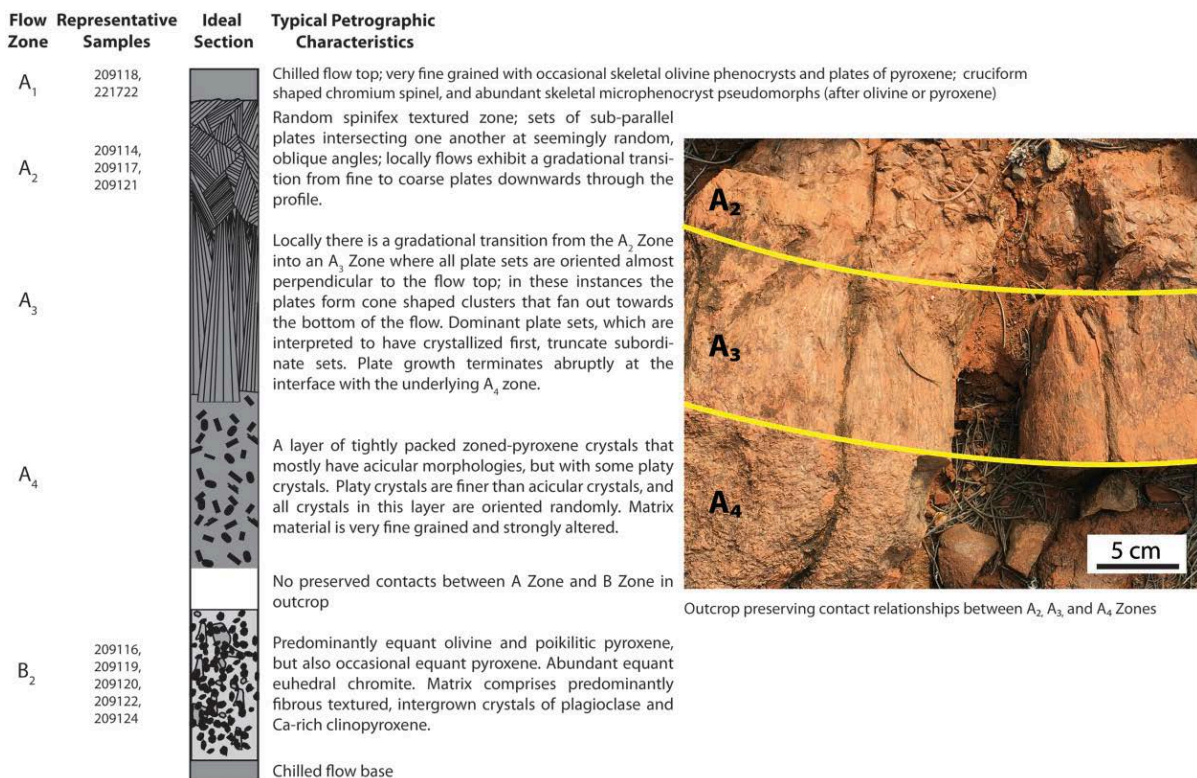 Flow Zone
Representative Samples
Ideal Section
Typical Petrographic Characteristics
A1
209118,
221722
Chilled flow top; very fine grained with occasional skeletal olivine phenocrysts and plates of pyroxene; cruciform
shaped chromium spinel, and abundant skeletal microphenocryst pseudomorphs (after olivine or pyroxene)
A2
209114,
209117,
209121
Random spinifex textured zone; sets of sub-parallel
plates intersecting one another at seemingly random,
oblique angles; locally flows exhibit a gradational transi-
tion from fine to coarse plates downwards through the
profile.
A3
Locally there is a gradational transition from the A2 Zone
into an A3 Zone where all plate sets are oriented almost
perpendicular to the flow top; in these instances the
plates form cone shaped clusters that fan out towards
the bottom of the flow. Dominant plate sets, which are
interpreted to have crystallized first, truncate subordi-
nate sets. Plate growth terminates abruptly at the
interface with the underlying A4 zone.
A4
A layer of tightly packed zoned-pyroxene crystals that
mostly have acicular morphologies, but with some platy
crystals. Platy crystals are finer than acicular crystals, and
all crystals in this layer are oriented randomly. Matrix
material is very fine grained and strongly altered.
No preserved contacts between A Zone and B Zone in
outcrop
B2
209116,
209119,
209120,
209122,
209124
Predominantly equant olivine and poikilitic pyroxene,
but also occasional equant pyroxene. Abundant equant
euhedral chromite. Matrix comprises predominantly
fibrous textured, intergrown crystals of plagioclase and
Ca-rich clinopyroxene.
Chilled flow base
A2
A3
A4
5 cm
Outcrop preserving contact relationships between A2, A3, and A4 Zones